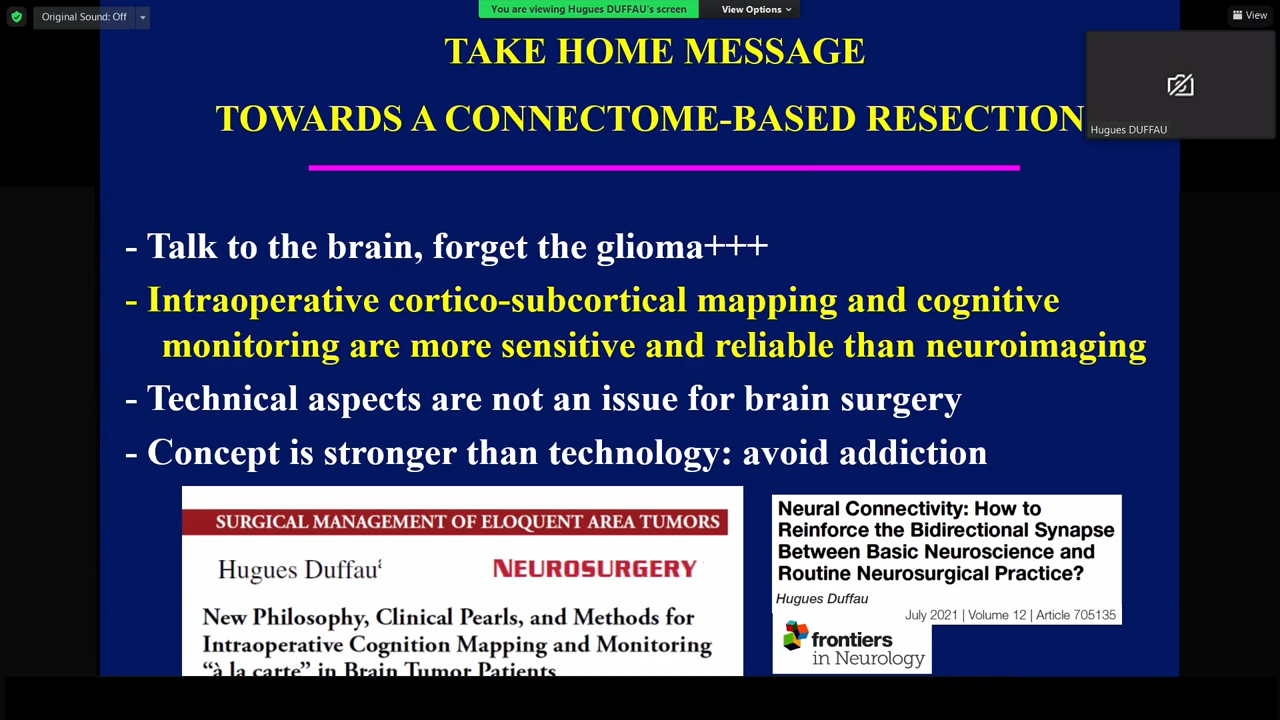 Original Sound: Off
You are viewing Hugues DUFFAU's screen
View Options
View
TAKE HOME MESSAGE
TOWARDS A CONNECTOME-BASED RESECTION
Hugues DUFFAU
- Talk to the brain, forget the glioma+++
- Intraoperative cortico-subcortical mapping and cognitive
monitoring are more sensitive and reliable than neuroimaging
- Technical aspects are not an issue for brain surgery
- Concept is stronger than technology: avoid addiction
SURGICAL MANAGEMENT OF ELOQUENT AREA TUMORS
Hugues Duffau
NEUROSURGERY
New Philosophy, Clinical Pearls, and Methods for
Intraoperative Cognition Mapping and Monitoring
“à la carte” in Brain Tumor Patients
Neural Connectivity: How to
Reinforce the Bidirectional Synapse
Between Basic Neuroscience and
Routine Neurosurgical Practice?
Hugues Duffau
July 2021 | Volume 12 | Article 705135
frontiers
in Neurology